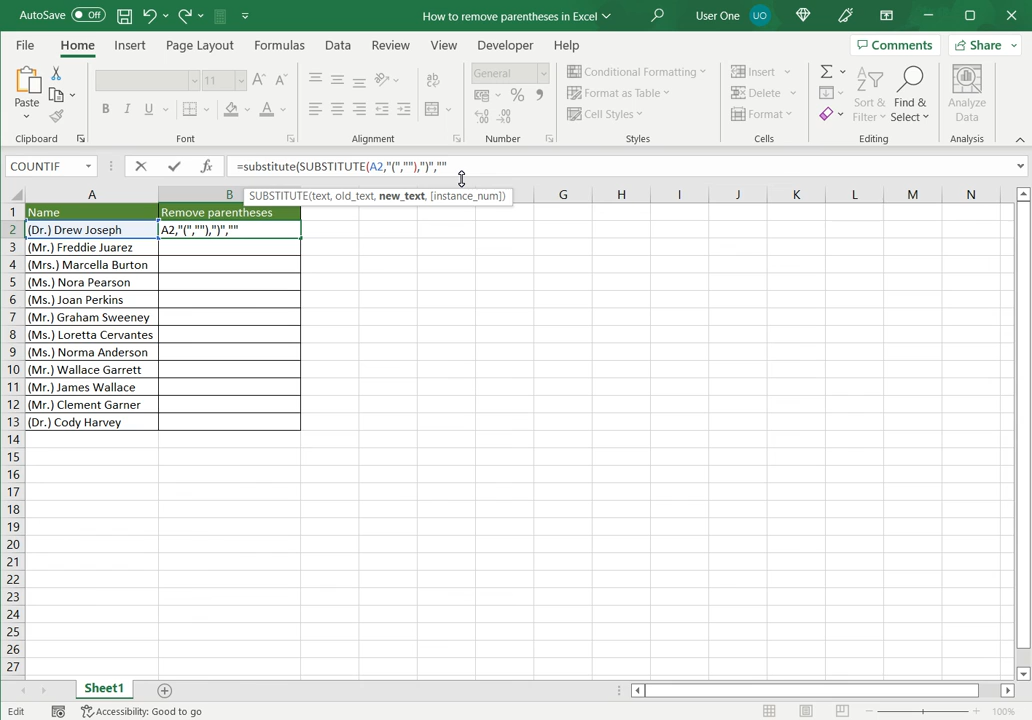 AutoSave Off How to remove parentheses in Excel User One UO
File Home Insert Page Layout Formulas Data Review View Developer Help Comments Share
Paste 11 General Conditional Formatting Format as Table Cell Styles Insert Delete Format Sort & Filter Find & Select Analyze Data
Clipboard Font Alignment Number Styles Cells Editing Analysis
COUNTIF =substitute(SUBSTITUTE(A2,"(",""),")",""
SUBSTITUTE(text, old_text, new_text, [instance_num])
A B G H I J K L M N
1 Name Remove parentheses
2 (Dr.) Drew Joseph A2,"(",""),")",""
3 (Mr.) Freddie Juarez
4 (Mrs.) Marcella Burton
5 (Ms.) Nora Pearson
6 (Ms.) Joan Perkins
7 (Mr.) Graham Sweeney
8 (Ms.) Loretta Cervantes
9 (Ms.) Norma Anderson
10 (Mr.) Wallace Garrett
11 (Mr.) James Wallace
12 (Mr.) Clement Garner
13 (Dr.) Cody Harvey
14
15
16
17
18
19
20
21
22
23
24
25
26
27
Sheet1
Edit Accessibility: Good to go 100%